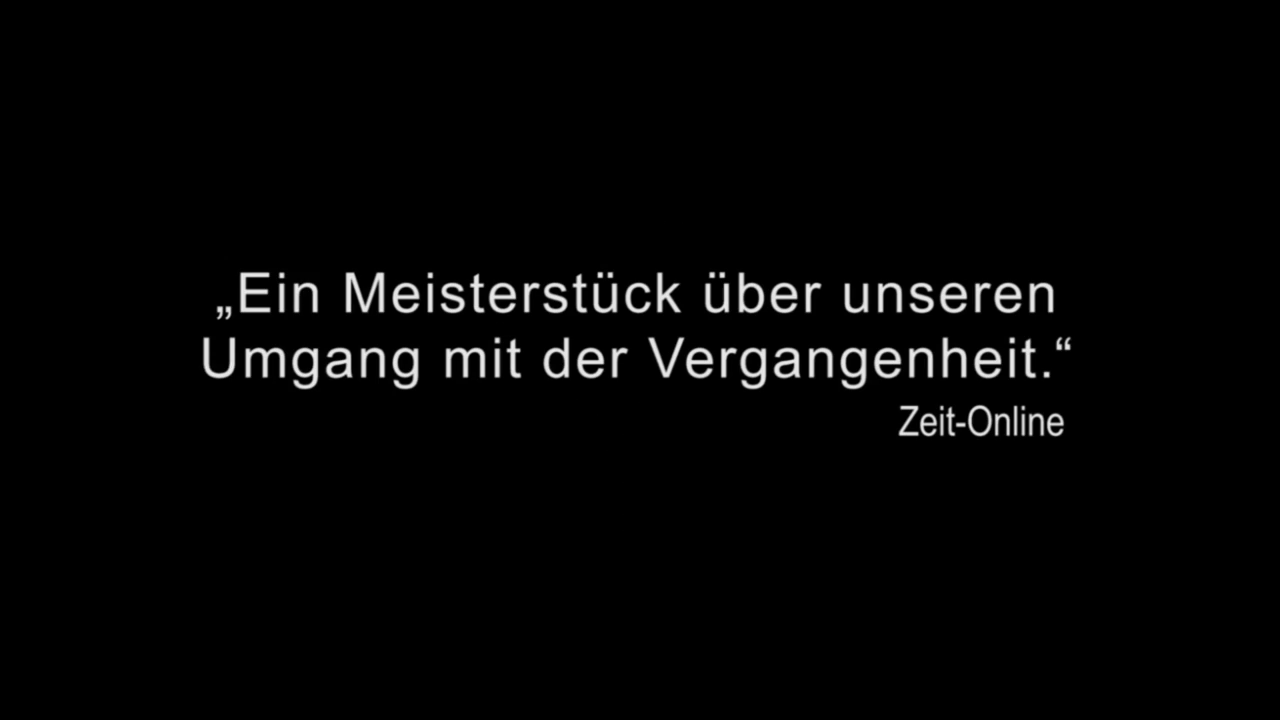 „Ein Meisterstück über unseren
Umgang mit der Vergangenheit.“
Zeit-Online